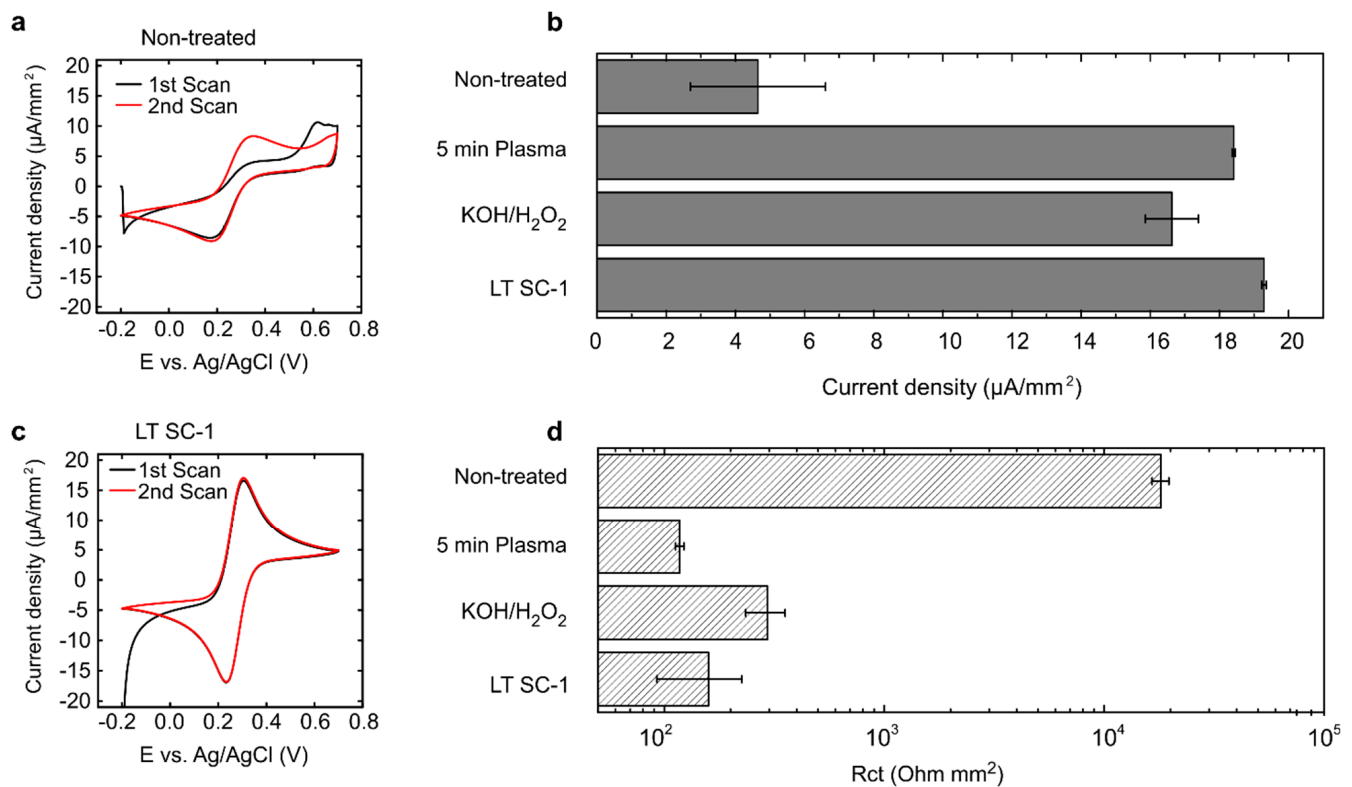 a
Non-treated
1st Scan
2nd Scan
Current density (µA/mm²)
20
15
10
5
0
-5
-10
-15
-20
-0.2 0.0 0.2 0.4 0.6 0.8
E vs. Ag/AgCl (V)
b
Non-treated
5 min Plasma
KOH/H₂O₂
LT SC-1
0 2 4 6 8 10 12 14 16 18 20
Current density (µA/mm²)
c
LT SC-1
1st Scan
2nd Scan
Current density (µA/mm²)
20
15
10
5
0
-5
-10
-15
-20
-0.2 0.0 0.2 0.4 0.6 0.8
E vs. Ag/AgCl (V)
d
Non-treated
5 min Plasma
KOH/H₂O₂
LT SC-1
10² 10³ 10⁴ 10⁵
Rct (Ohm mm²)